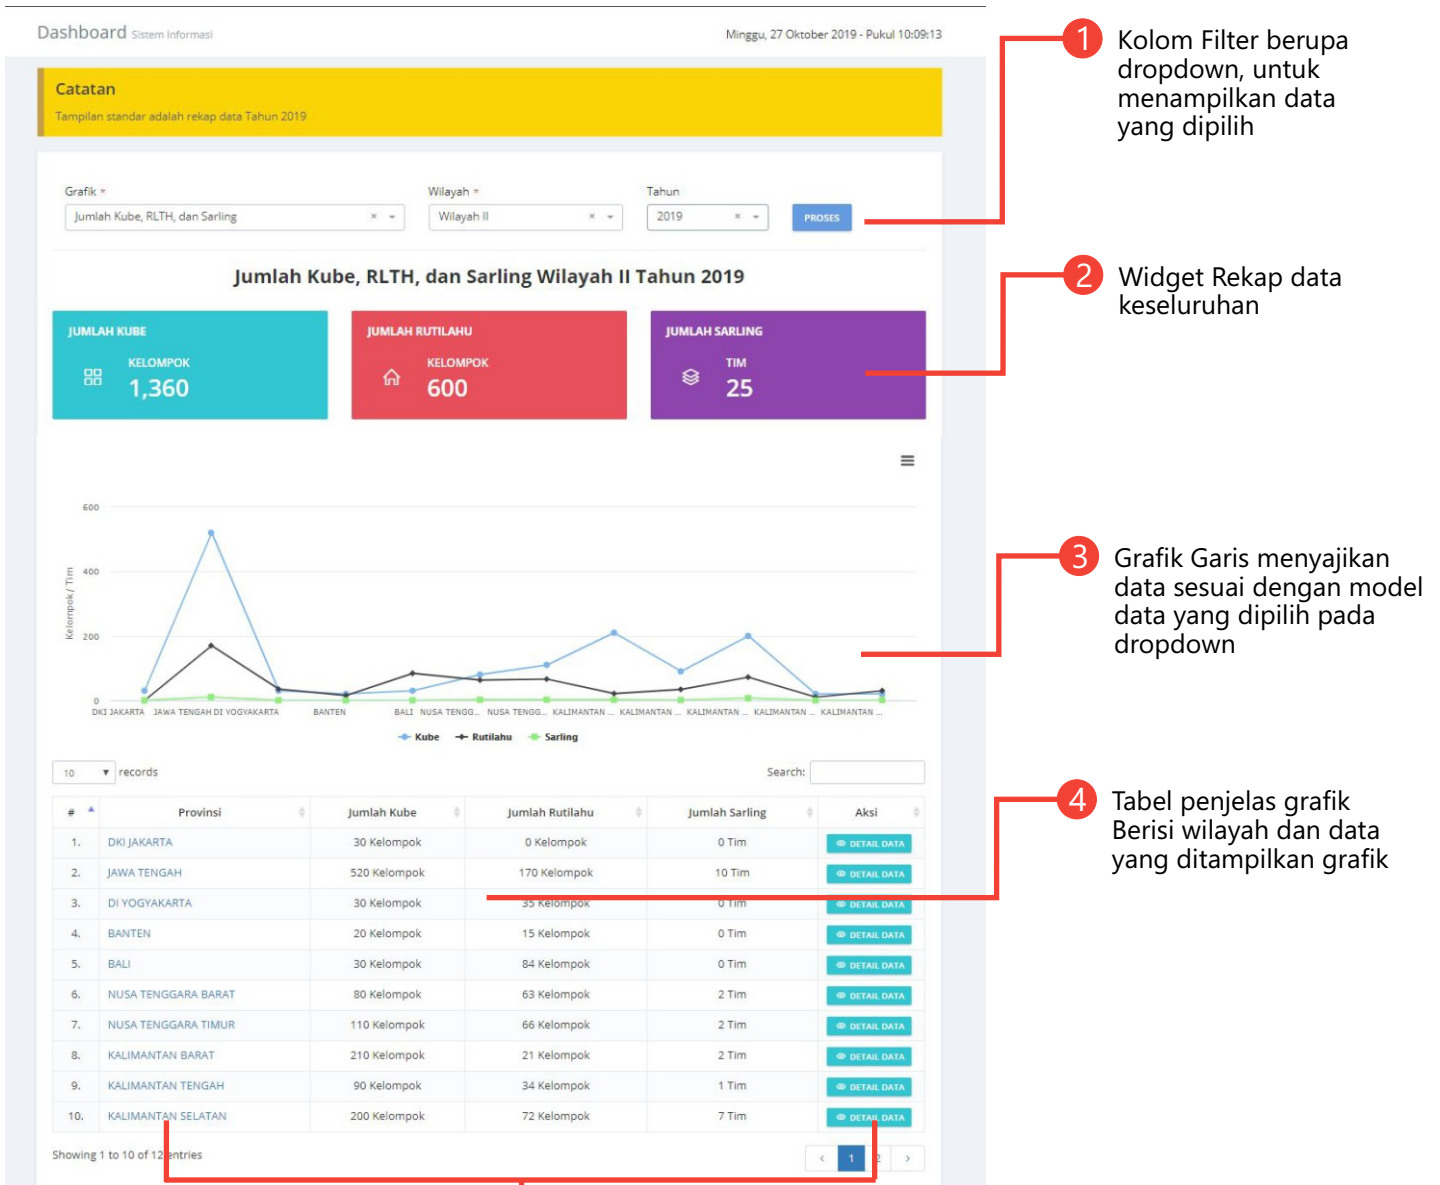 Dashboard Sistem Informasi
Minggu, 27 Oktober 2019 - Pukul 10:09:13
Catatan
Tampilan standar adalah rekap data Tahun 2019
Grafik *
Wilayah *
Tahun
Jumlah Kube, RLTH, dan Sarling × 
Wilayah II ×
2019 ×
PROSES
Jumlah Kube, RLTH, dan Sarling Wilayah II Tahun 2019
JUMLAH KUBE
KELOMPOK
1,360
JUMLAH RUTILAHU
KELOMPOK
600
JUMLAH SARLING
TIM
25
Kelompok / Tim
600
400
200
0
DKI JAKARTA JAWA TENGAH DI YOGYAKARTA BANTEN BALI NUSA TENGG... NUSA TENGG... KALIMANTAN ... KALIMANTAN ... KALIMANTAN ... KALIMANTAN ... KALIMANTAN ...
Kube Rutilahu Sarling
10 records
Search:
# Provinsi Jumlah Kube Jumlah Rutilahu Jumlah Sarling Aksi
1. DKI JAKARTA 30 Kelompok 0 Kelompok 0 Tim DETAIL DATA
2. JAWA TENGAH 520 Kelompok 170 Kelompok 10 Tim DETAIL DATA
3. DI YOGYAKARTA 30 Kelompok 35 Kelompok 0 Tim DETAIL DATA
4. BANTEN 20 Kelompok 15 Kelompok 0 Tim DETAIL DATA
5. BALI 30 Kelompok 84 Kelompok 0 Tim DETAIL DATA
6. NUSA TENGGARA BARAT 80 Kelompok 63 Kelompok 2 Tim DETAIL DATA
7. NUSA TENGGARA TIMUR 110 Kelompok 66 Kelompok 2 Tim DETAIL DATA
8. KALIMANTAN BARAT 210 Kelompok 21 Kelompok 2 Tim DETAIL DATA
9. KALIMANTAN TENGAH 90 Kelompok 34 Kelompok 1 Tim DETAIL DATA
10. KALIMANTAN SELATAN 200 Kelompok 72 Kelompok 7 Tim DETAIL DATA
Showing 1 to 10 of 12 entries
< 1 2 >
1 Kolom Filter berupa
dropdown, untuk
menampilkan data
yang dipilih
2 Widget Rekap data
keseluruhan
3 Grafik Garis menyajikan
data sesuai dengan model
data yang dipilih pada
dropdown
4 Tabel penjelas grafik
Berisi wilayah dan data
yang ditampilkan grafik